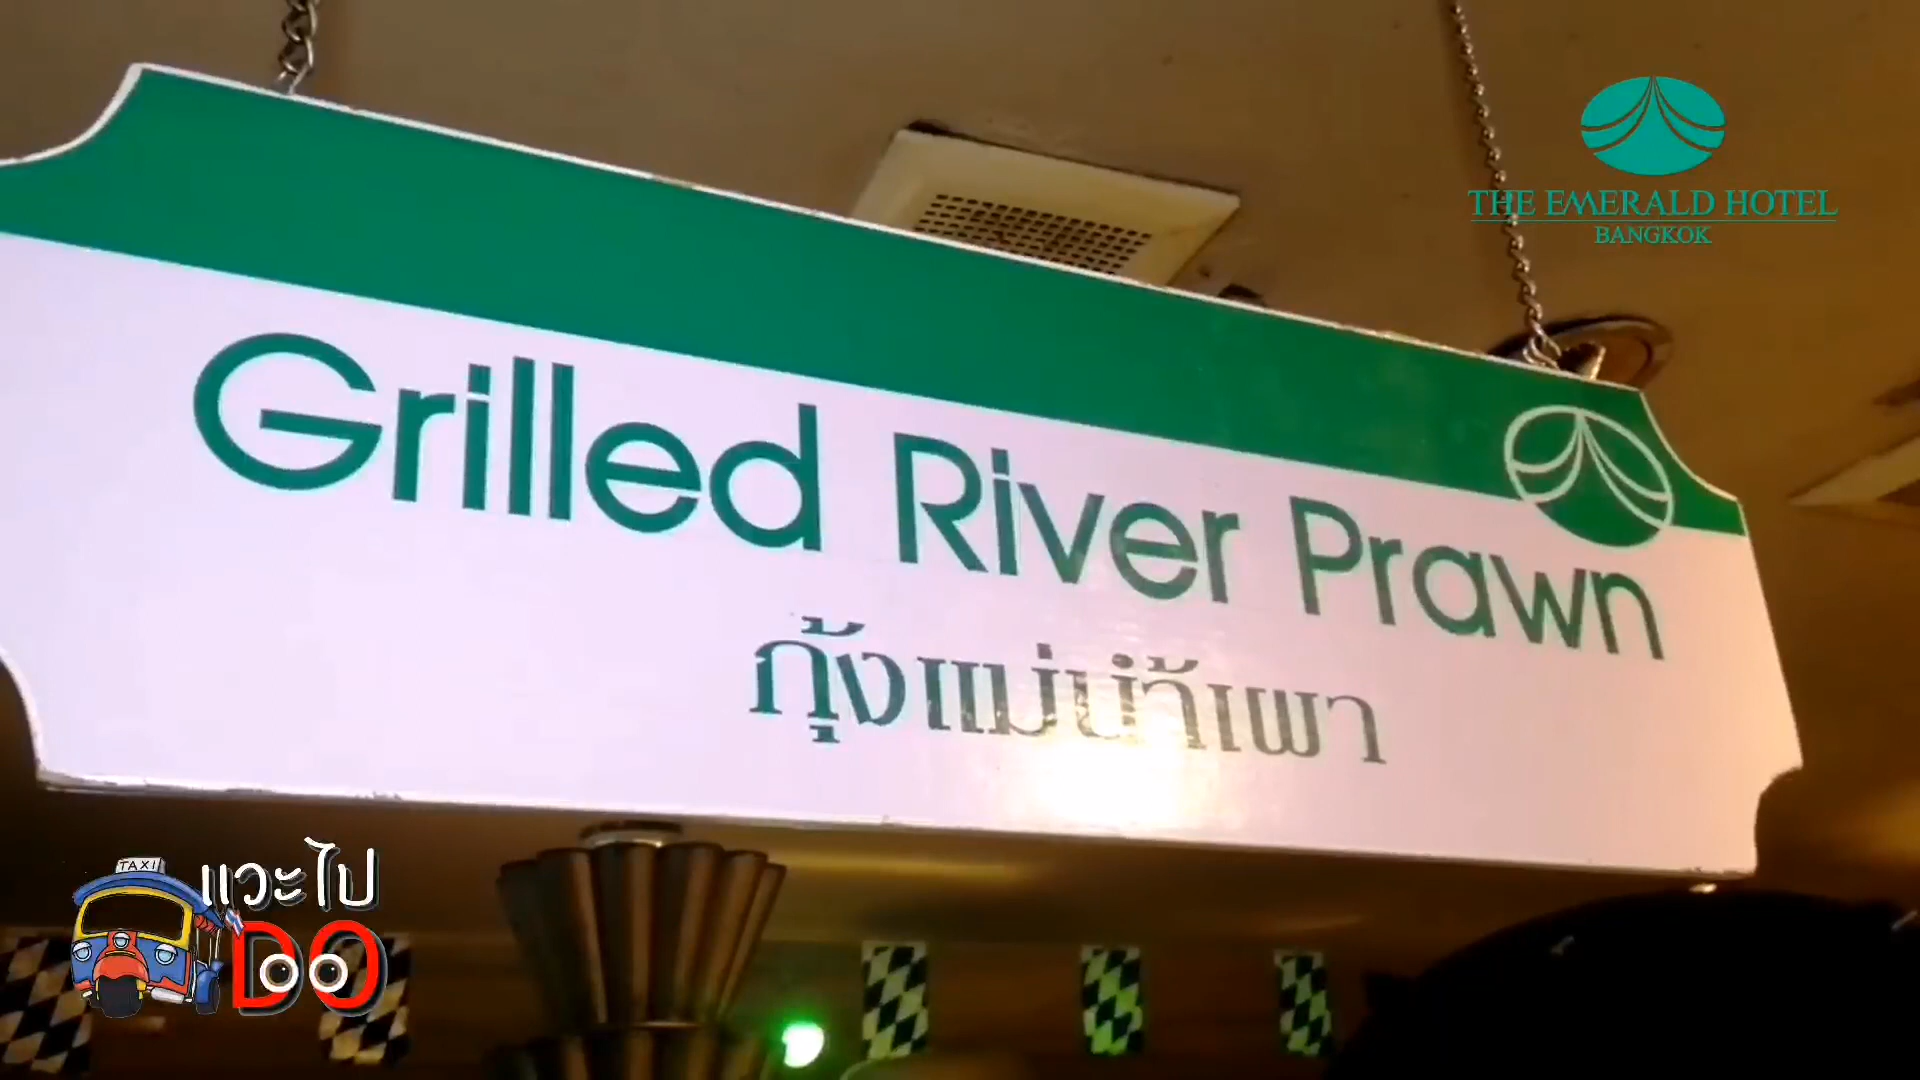 THE EMERALD HOTEL
BANGKOK
Grilled River Prawn
กุ้งแม่น้ำเผา
TAXI
แวะไป
DO